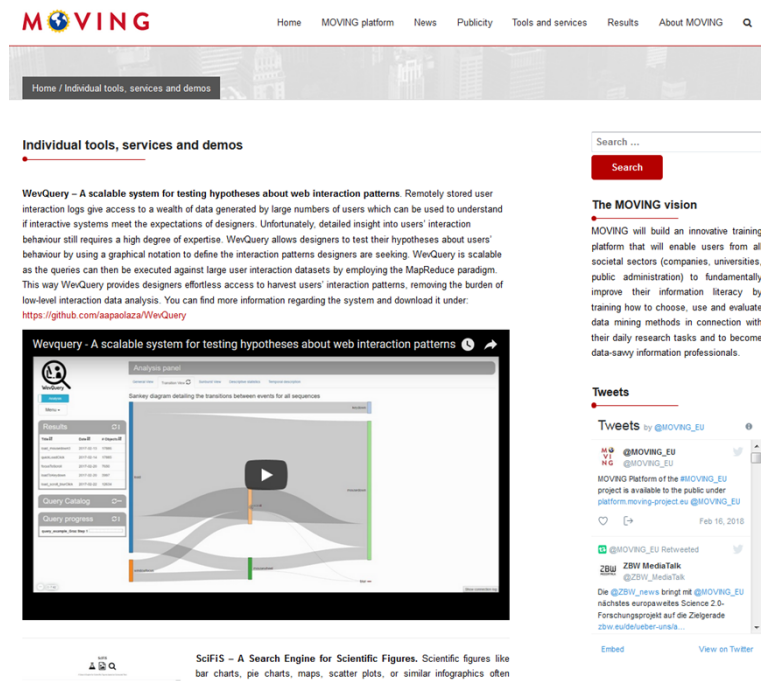 MOVING
Home MOVING platform News Publicity Tools and services Results About MOVING
Home / Individual tools, services and demos
Individual tools, services and demos
WevQuery – A scalable system for testing hypotheses about web interaction patterns. Remotely stored user
interaction logs give access to a wealth of data generated by large numbers of users which can be used to understand
if interactive systems meet the expectations of designers. Unfortunately, detailed insight into users' interaction
behaviour still requires a high degree of expertise. WevQuery allows designers to test their hypotheses about users'
behaviour by using a graphical notation to define the interaction patterns designers are seeking. WevQuery is scalable
as the queries can then be executed against large user interaction datasets by employing the MapReduce paradigm.
This way WevQuery provides designers effortless access to harvest users' interaction patterns, removing the burden of
low-level interaction data analysis. You can find more information regarding the system and download it under:
https://github.com/aapaolaza/WevQuery
Wevquery - A scalable system for testing hypotheses about web interaction patterns
WevQuery
Menu
Analysis panel
Sankey diagram detailing the transitions between events for all sequences
Results
Query Catalog
Query progress
SciFiS – A Search Engine for Scientific Figures. Scientific figures like
bar charts, pie charts, maps, scatter plots, or similar infographics often
Search ...
Search
The MOVING vision
MOVING will build an innovative training
platform that will enable users from all
societal sectors (companies, universities,
public administration) to fundamentally
improve their information literacy by
training how to choose, use and evaluate
data mining methods in connection with
their daily research tasks and to become
data-savvy information professionals.
Tweets
Tweets by @MOVING_EU
@MOVING_EU
@MOVING_EU
MOVING Platform of the #MOVING_EU
project is available to the public under
platform.moving-project.eu @MOVING_EU
Feb 16, 2018
@MOVING_EU Retweeted
ZBW MediaTalk
@ZBW_MediaTalk
Die @ZBW_news bringt mit @MOVING_EU
nächstes europaweites Science 2.0-
Forschungsprojekt auf die Zielgerade
zbw.eu/de/ueber-uns/a...
Embed View on Twitter